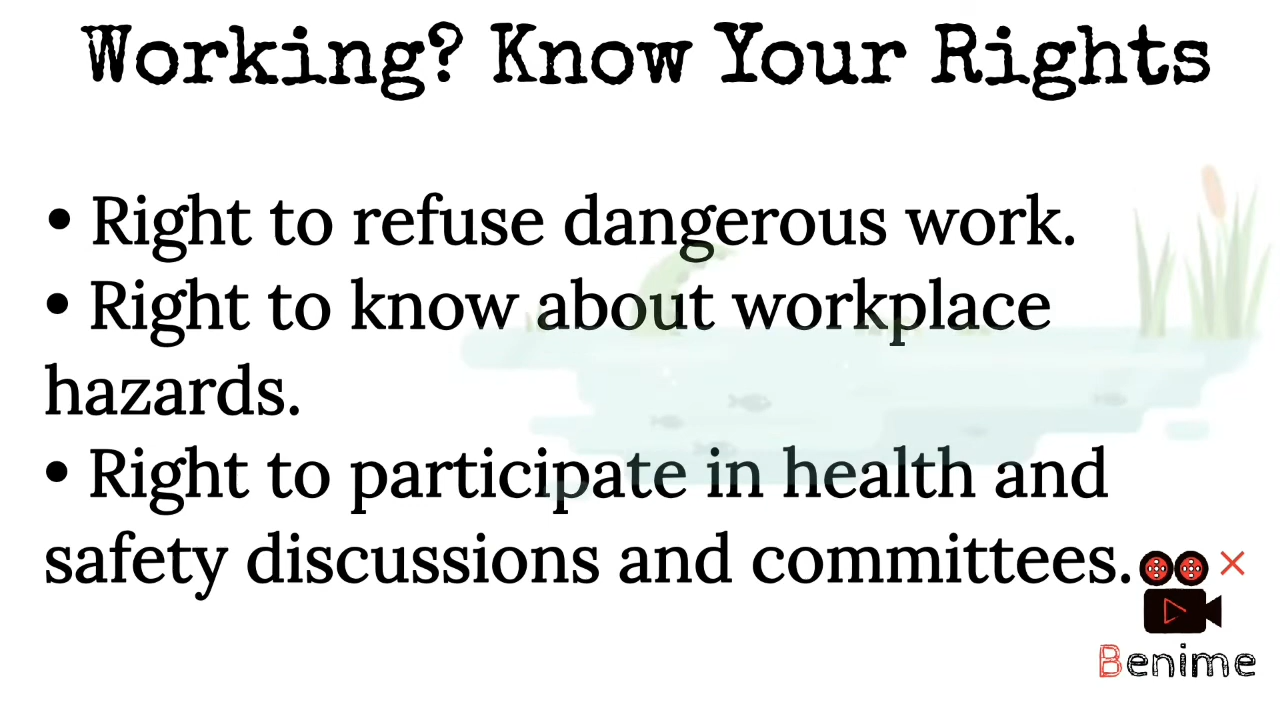 Working? Know Your Rights
• Right to refuse dangerous work.
• Right to know about workplace
hazards.
• Right to participate in health and
safety discussions and committees.
Benime